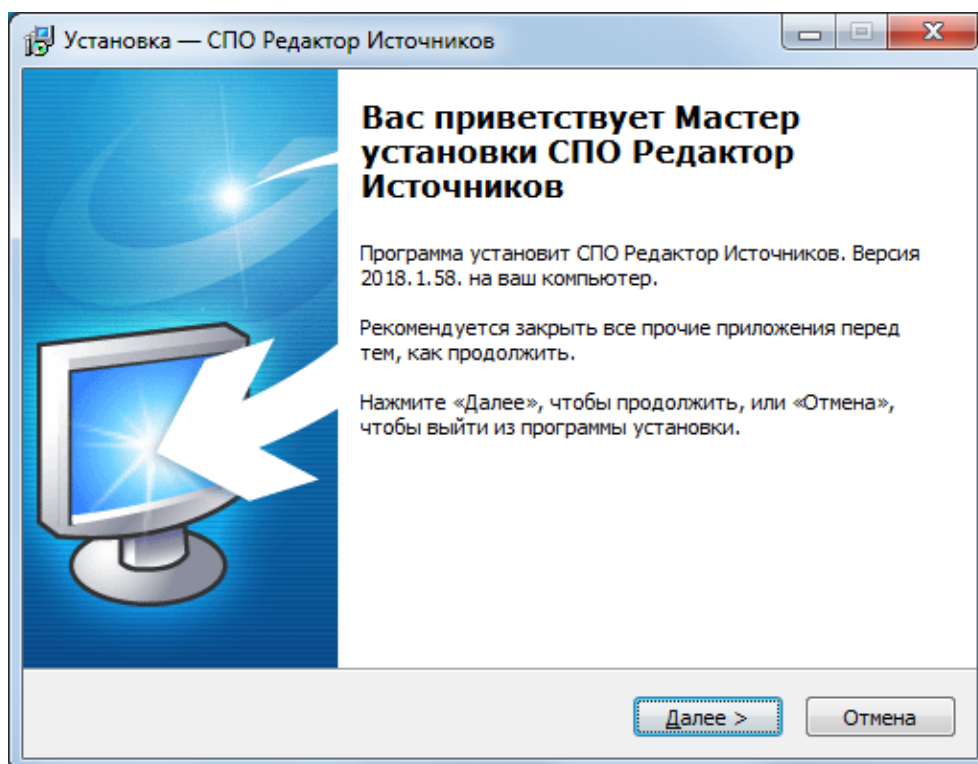 Установка — СПО Редактор Источников
Вас приветствует Мастер
установки СПО Редактор
Источников
Программа установит СПО Редактор Источников. Версия
2018.1.58. на ваш компьютер.
Рекомендуется закрыть все прочие приложения перед
тем, как продолжить.
Нажмите «Далее», чтобы продолжить, или «Отмена»,
чтобы выйти из программы установки.
Далее >
Отмена